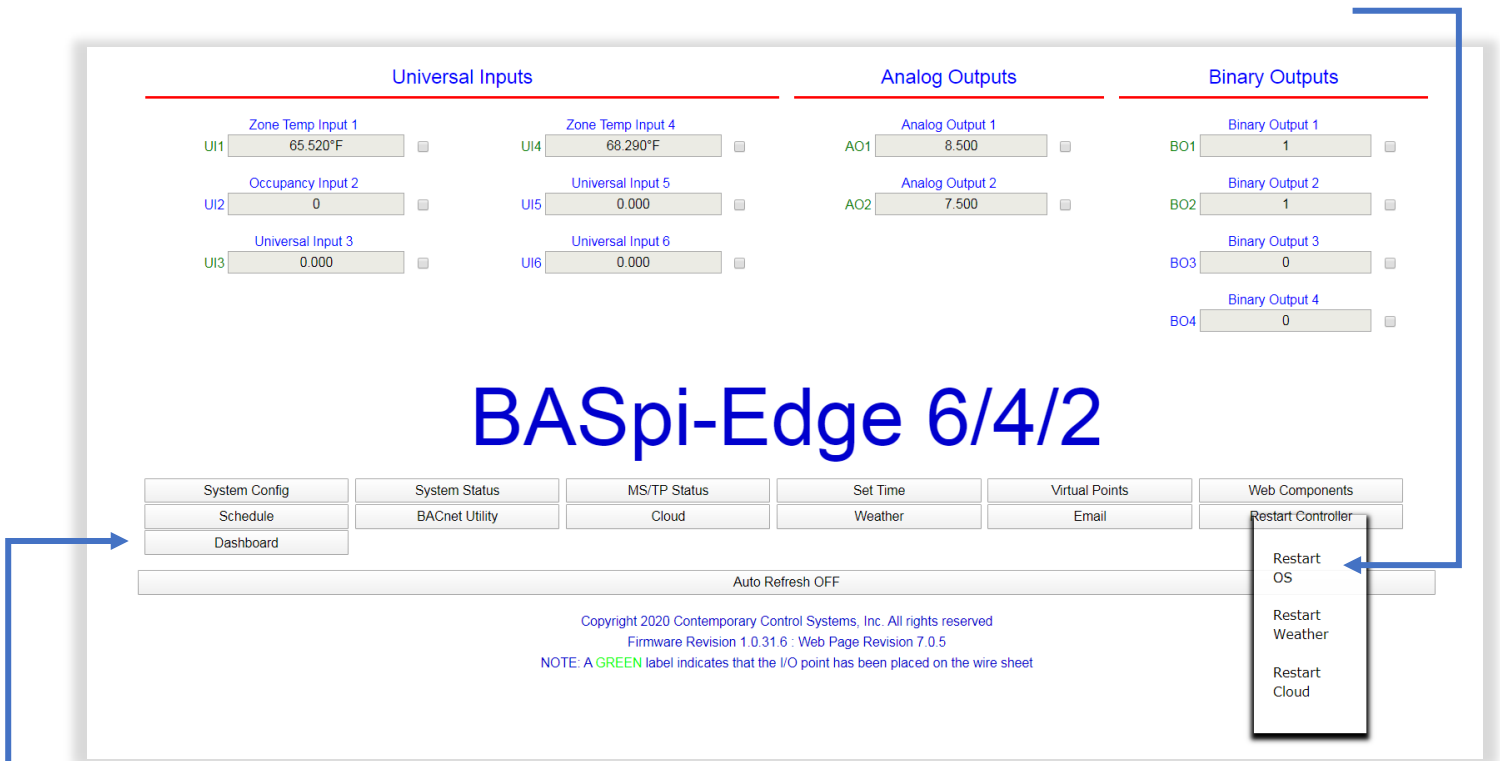 Universal Inputs Analog Outputs Binary Outputs
Zone Temp Input 1 Zone Temp Input 4 Analog Output 1 Binary Output 1
UI1 65.520°F UI4 68.290°F AO1 8.500 BO1 1
Occupancy Input 2 Universal Input 5 Analog Output 2 Binary Output 2
UI2 0 UI5 0.000 AO2 7.500 BO2 1
Universal Input 3 Universal Input 6 Binary Output 3
UI3 0.000 UI6 0.000 BO3 0
Binary Output 4
BO4 0
BASpi-Edge 6/4/2
System Config System Status MS/TP Status Set Time Virtual Points Web Components
Schedule BACnet Utility Cloud Weather Email Restart Controller
Dashboard
Restart
OS
Restart
Weather
Restart
Cloud
Auto Refresh OFF
Copyright 2020 Contemporary Control Systems, Inc. All rights reserved
Firmware Revision 1.0.31.6 : Web Page Revision 7.0.5
NOTE: A GREEN label indicates that the I/O point has been placed on the wire sheet